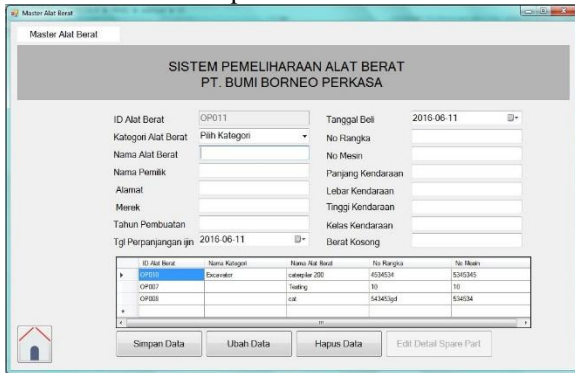 Master Alat Berat
Master Alat Berat
SISTEM PEMELIHARAAN ALAT BERAT
PT. BUMI BORNEO PERKASA
ID Alat Berat OP011 Tanggal Beli 2016-06-11
Kategori Alat Berat Pilih Kategori No Rangka
Nama Alat Berat No Mesin
Nama Pemilik Panjang Kendaraan
Alamat Lebar Kendaraan
Merek Tinggi Kendaraan
Tahun Pembuatan Kelas Kendaraan
Tgl Perpanjangan ijin 2016-06-11 Berat Kosong
ID Alat Berat Nama Kategori Nama Alat Berat No Rangka No Mesin
OP010 Excavator caterpiler 200 4534534 5345345
OP007 Testing 10 10
OP008 cat 543453gd 534534
Simpan Data Ubah Data Hapus Data Edit Detail Spare Part